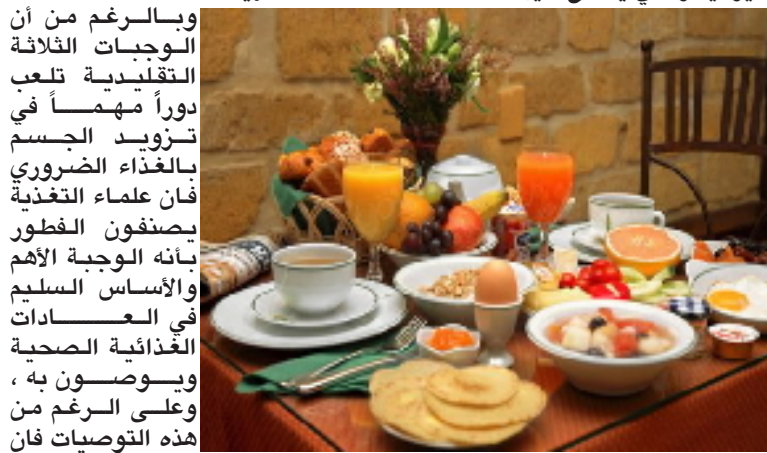 وبالرغم من أن
الوجبات الثلاثة
التقليدية تلعب
دوراً مهماً في
تزويد الجسم
بالغذاء الضروري
فان علماء التغذية
يصنفون الفطور
بأنه الوجبة الأهم
والأساس السليم
في العادات
الغذائية الصحية
ويوصون به ،
وعلى الرغم من
هذه التوصيات فان